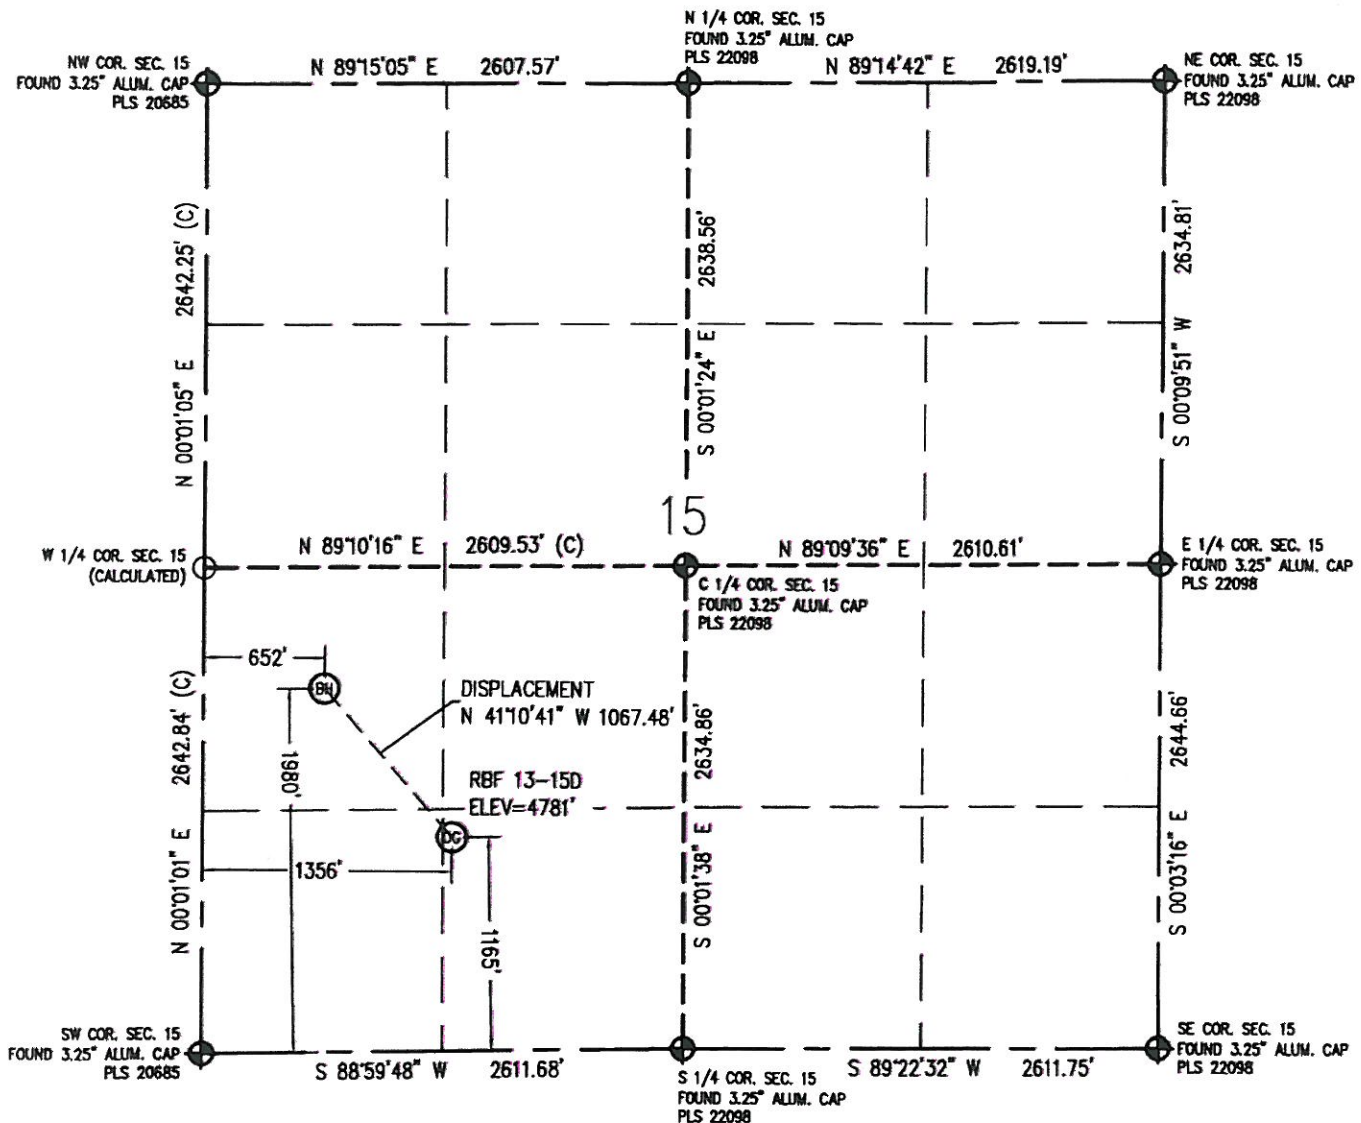 N 1/4 COR. SEC. 15
FOUND 3.25" ALUM. CAP
PLS 22098
NW COR. SEC. 15
FOUND 3.25" ALUM. CAP
PLS 20685
N 89°15'05" E 2607.57'
N 89°14'42" E 2619.19'
NE COR. SEC. 15
FOUND 3.25" ALUM. CAP
PLS 22098
N 00°01'05" E 2642.25' (C)
S 00°01'24" E 2638.56'
S 00°09'51" W 2634.81'
15
W 1/4 COR. SEC. 15
(CALCULATED)
N 89°10'16" E 2609.53' (C)
N 89°09'36" E 2610.61'
E 1/4 COR. SEC. 15
FOUND 3.25" ALUM. CAP
PLS 22098
C 1/4 COR. SEC. 15
FOUND 3.25" ALUM. CAP
PLS 22098
652'
BH
DISPLACEMENT
N 41°10'41" W 1067.48'
N 00°01'01" E 2642.84' (C)
1980'
RBF 13-15D
ELEV=4781'
DG
1356'
1165'
S 00°01'38" E 2634.86'
S 00°03'16" E 2644.66'
SW COR. SEC. 15
FOUND 3.25" ALUM. CAP
PLS 20685
S 88°59'48" W 2611.68'
S 1/4 COR. SEC. 15
FOUND 3.25" ALUM. CAP
PLS 22098
S 89°22'32" W 2611.75'
SE COR. SEC. 15
FOUND 3.25" ALUM. CAP
PLS 22098